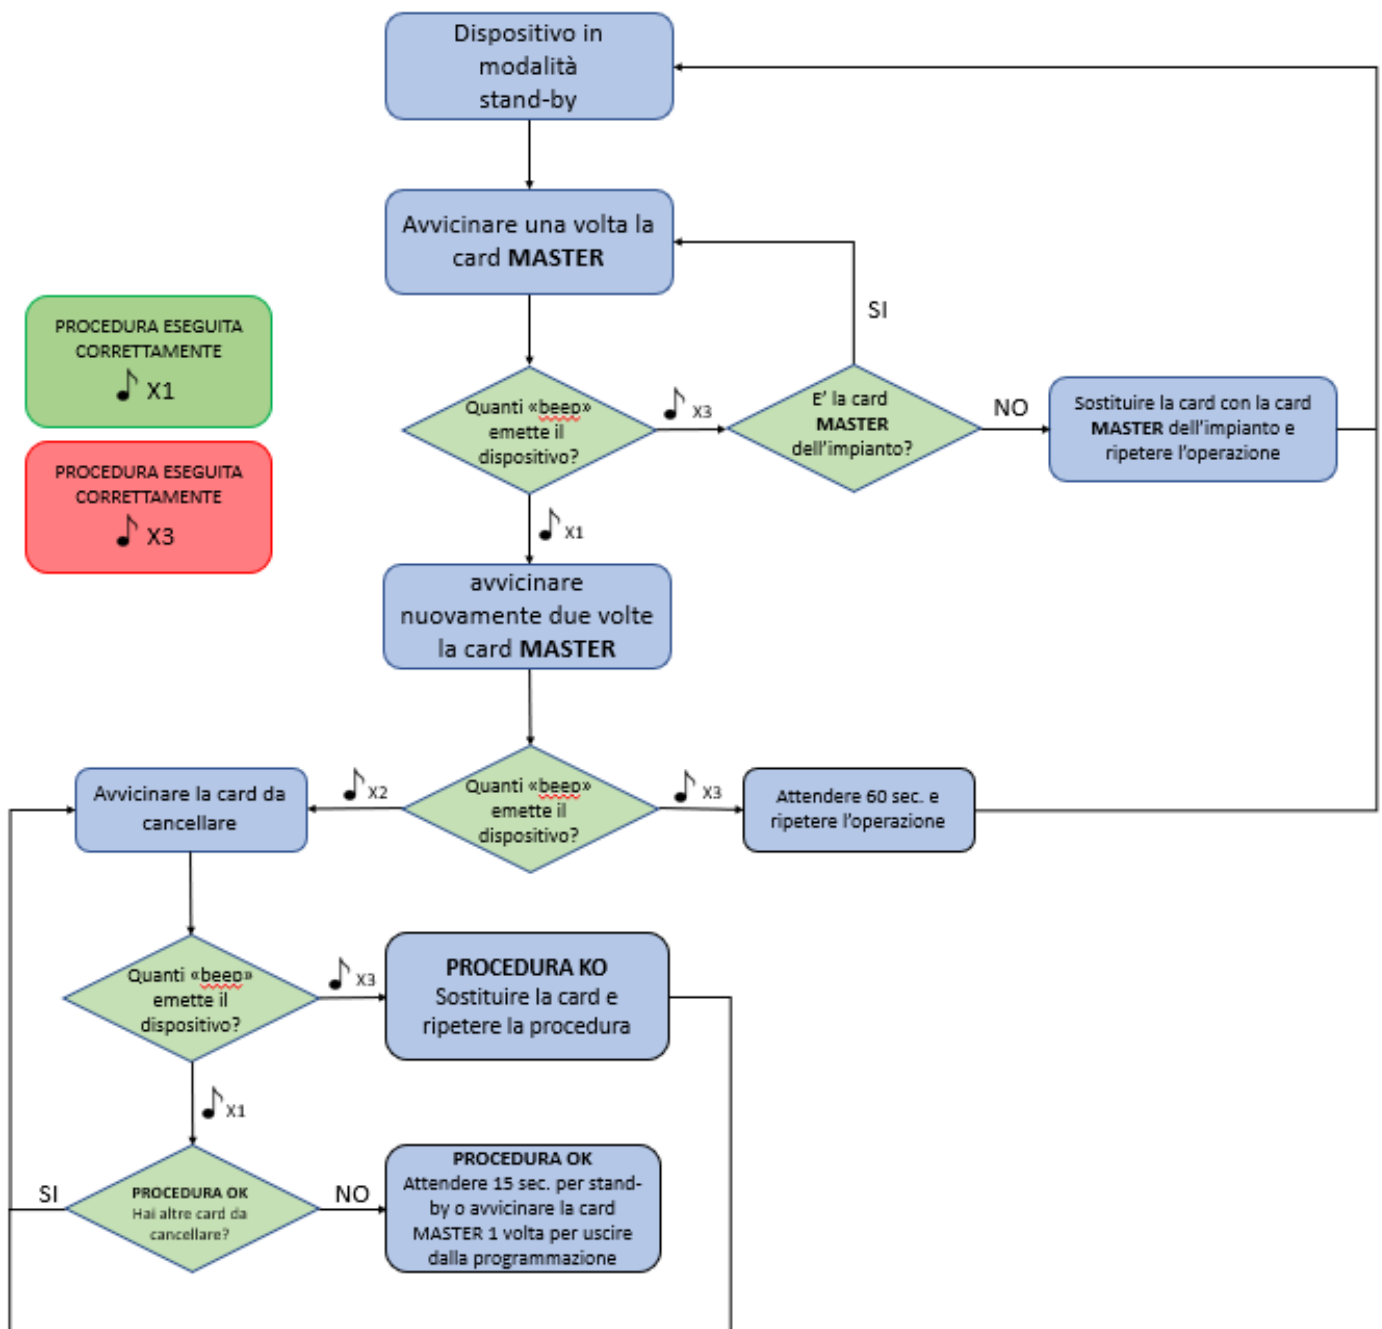 Dispositivo in
modalità
stand-by
Avvicinare una volta la
card MASTER
SI
PROCEDURA ESEGUITA
CORRETTAMENTE
X1
PROCEDURA ESEGUITA
CORRETTAMENTE
X3
Quanti «beep»
emette il
dispositivo?
X3
E' la card
MASTER
dell'impianto?
NO
Sostituire la card con la card
MASTER dell'impianto e
ripetere l'operazione
X1
avvicinare
nuovamente due volte
la card MASTER
Avvicinare la card da
cancellare
X2
Quanti «beep»
emette il
dispositivo?
X3
Attendere 60 sec. e
ripetere l'operazione
Quanti «beep»
emette il
dispositivo?
X3
PROCEDURA KO
Sostituire la card e
ripetere la procedura
X1
SI
PROCEDURA OK
Hai altre card da
cancellare?
NO
PROCEDURA OK
Attendere 15 sec. per stand-
by o avvicinare la card
MASTER 1 volta per uscire
dalla programmazione